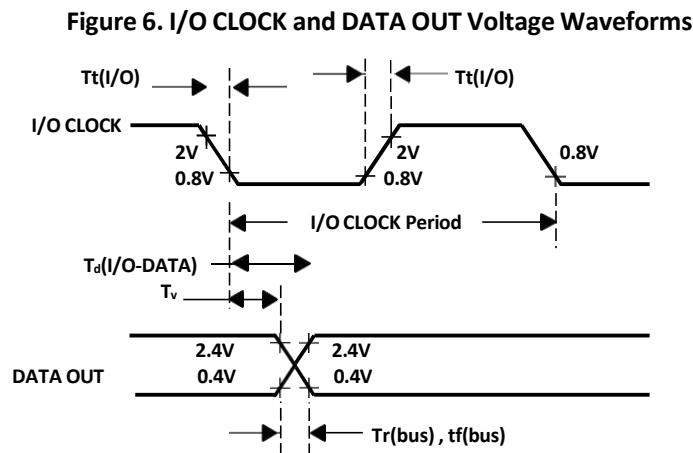 Figure 6. I/O CLOCK and DATA OUT Voltage Waveforms
Tt(I/O)
Tt(I/O)
I/O CLOCK
2V
0.8V
2V
0.8V
0.8V
I/O CLOCK Period
Td(I/O-DATA)
Tv
2.4V
2.4V
DATA OUT
0.4V
0.4V
Tr(bus) , tf(bus)